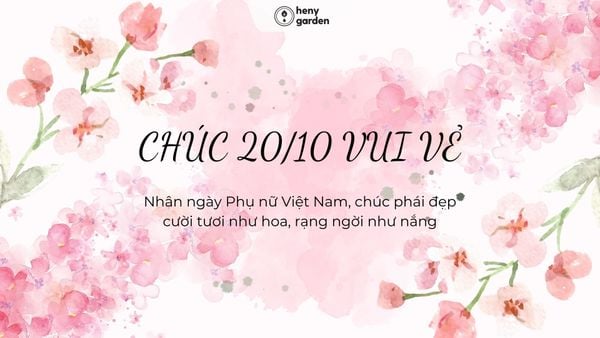 heny
garden
CHÚC 20/10 VUI VẺ
Nhân ngày Phụ nữ Việt Nam, chúc phái đẹp
cười tươi như hoa, rạng ngời như nắng